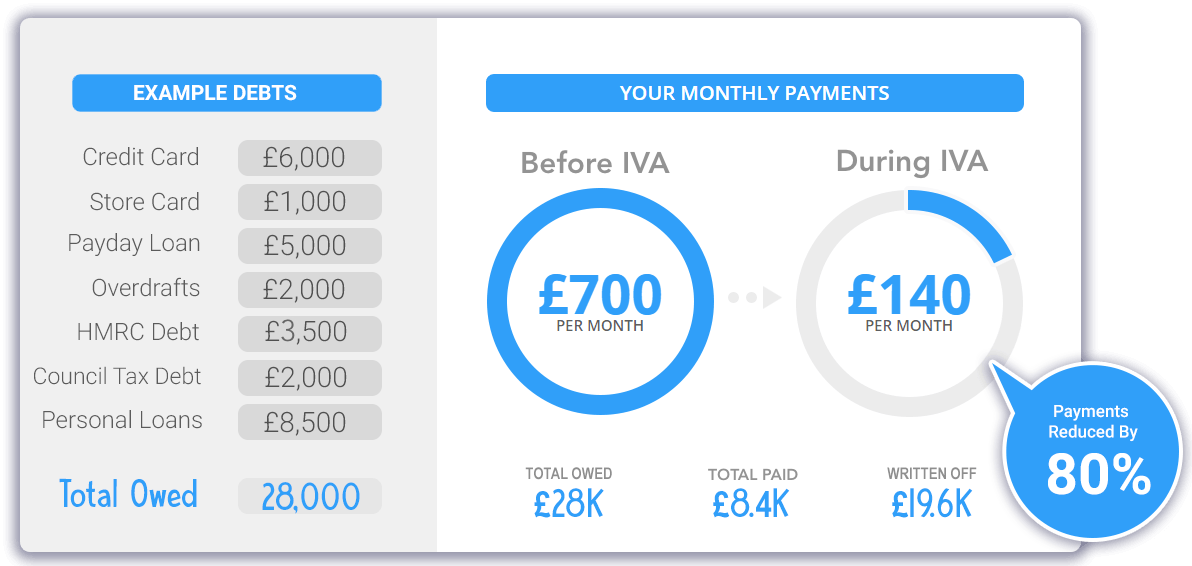 EXAMPLE DEBTS
Credit Card £6,000
Store Card £1,000
Payday Loan £5,000
Overdrafts £2,000
HMRC Debt £3,500
Council Tax Debt £2,000
Personal Loans £8,500
Total Owed 28,000
YOUR MONTHLY PAYMENTS
Before IVA
£700
PER MONTH
During IVA
£140
PER MONTH
Payments
Reduced By
80%
TOTAL OWED
£28K
TOTAL PAID
£8.4K
WRITTEN OFF
£19.6K